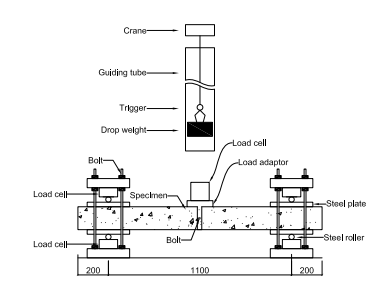 Crane
Guiding tube
Trigger
Drop weight
Bolt
Load cell
Load adaptor
Load cell
Specimen
Steel plate
Load cell
Bolt
Steel roller
200
1100
200